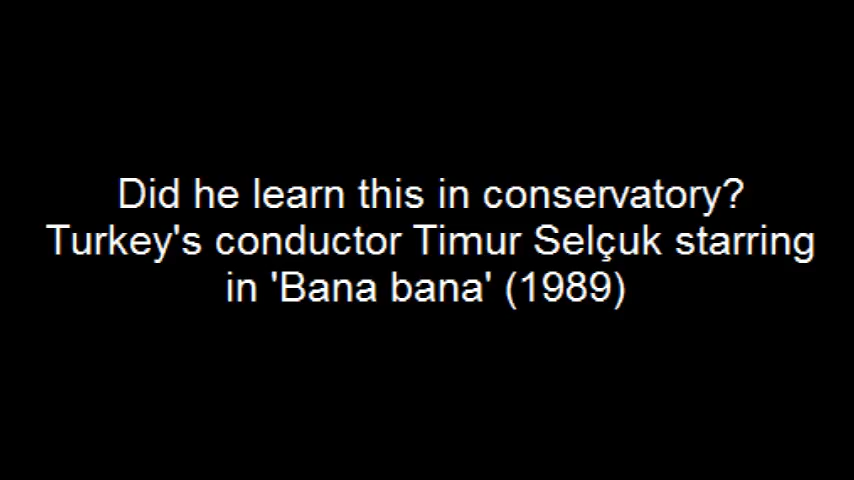 Did he learn this in conservatory?
Turkey's conductor Timur Selçuk starring
in 'Bana bana' (1989)